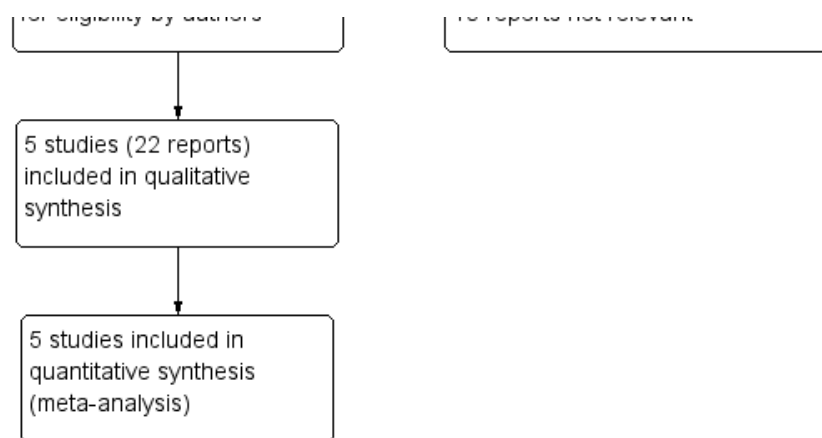 for eligibility by authors
reports not relevant
5 studies (22 reports)
included in qualitative
synthesis
5 studies included in
quantitative synthesis
(meta-analysis)